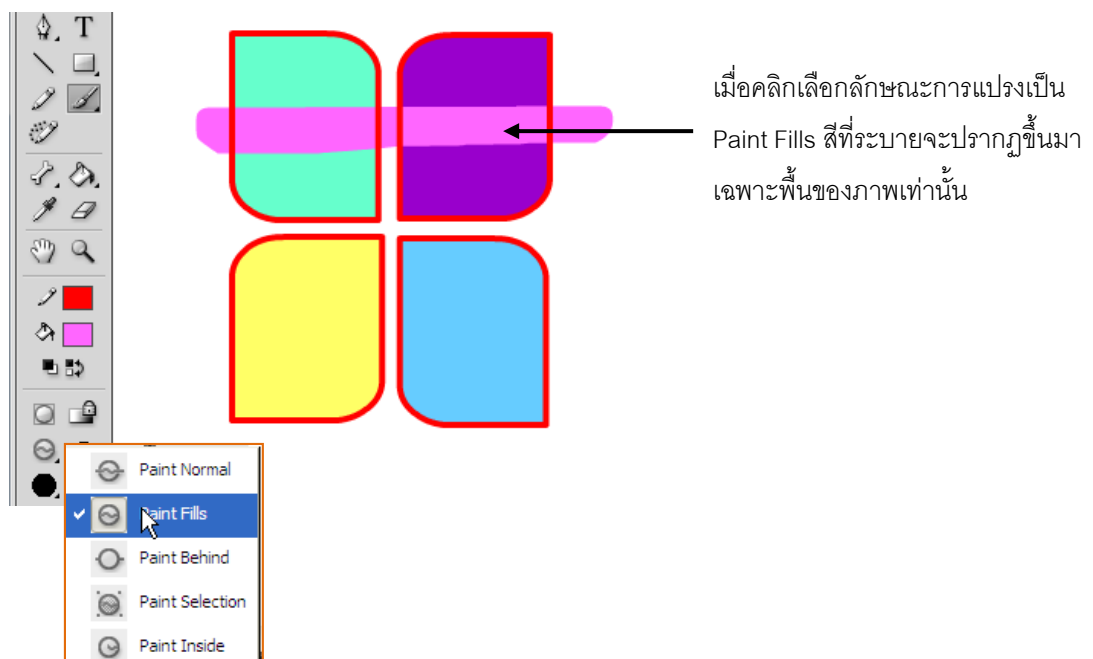 T
เมื่อคลิกเลือกลักษณะการแปรงเป็น
Paint Fills สีที่ระบายจะปรากฏขึ้นมา
เฉพาะพื้นของภาพเท่านั้น
Paint Normal
Paint Fills
Paint Behind
Paint Selection
Paint Inside